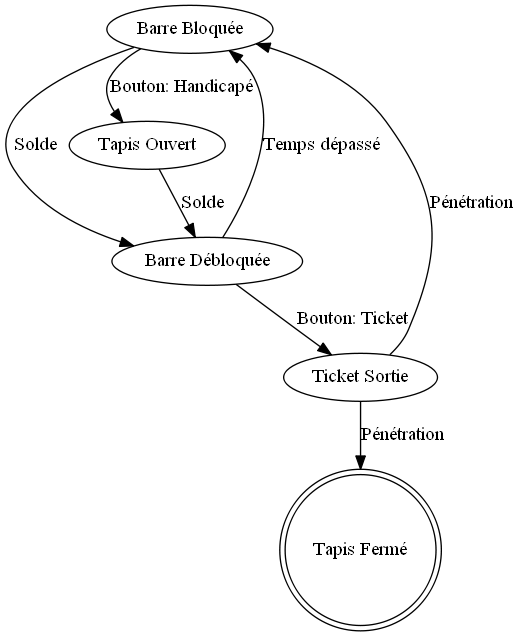 Barre Bloquée
Bouton: Handicapé
Solde
Tapis Ouvert
Temps dépassé
Solde
Pénétration
Barre Débloquée
Bouton: Ticket
Ticket Sortie
Pénétration
Tapis Fermé